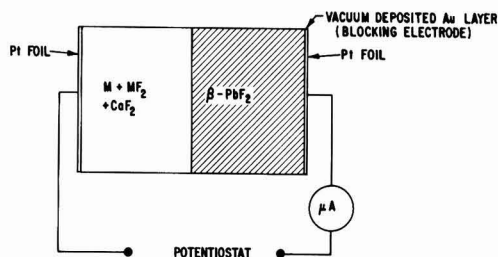 VACUUM DEPOSITED Au LAYER
(BLOCKING ELECTRODE)
Pt FOIL
Pt FOIL
M + MF₂
+CaF₂
β-PbF₂
μA
POTENTIOSTAT